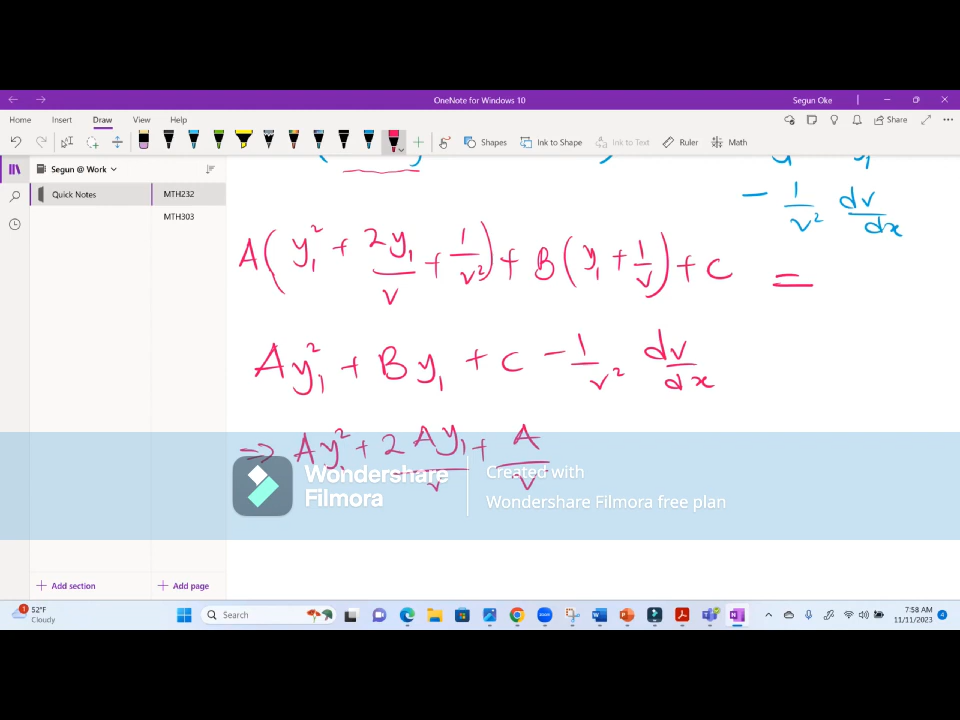 OneNote for Windows 10
Segun Oke
Home Insert Draw View Help
Share
Shapes Ink to Shape Ink to Text Ruler Math
Segun @ Work
Quick Notes
MTH232
MTH303
y₁
− 1/v² dv/dx
A(y₁² + 2y₁/v + 1/v²) + B(y₁ + 1/v) + C =
Ay₁² + By₁ + C − 1/v² dv/dx
→ Ay₁² + 2Ay₁/v + A/v
Wondershare Filmora
Created with
Wondershare Filmora free plan
Add section
Add page
1
52°F
Cloudy
Search
7:58 AM
11/11/2023
4